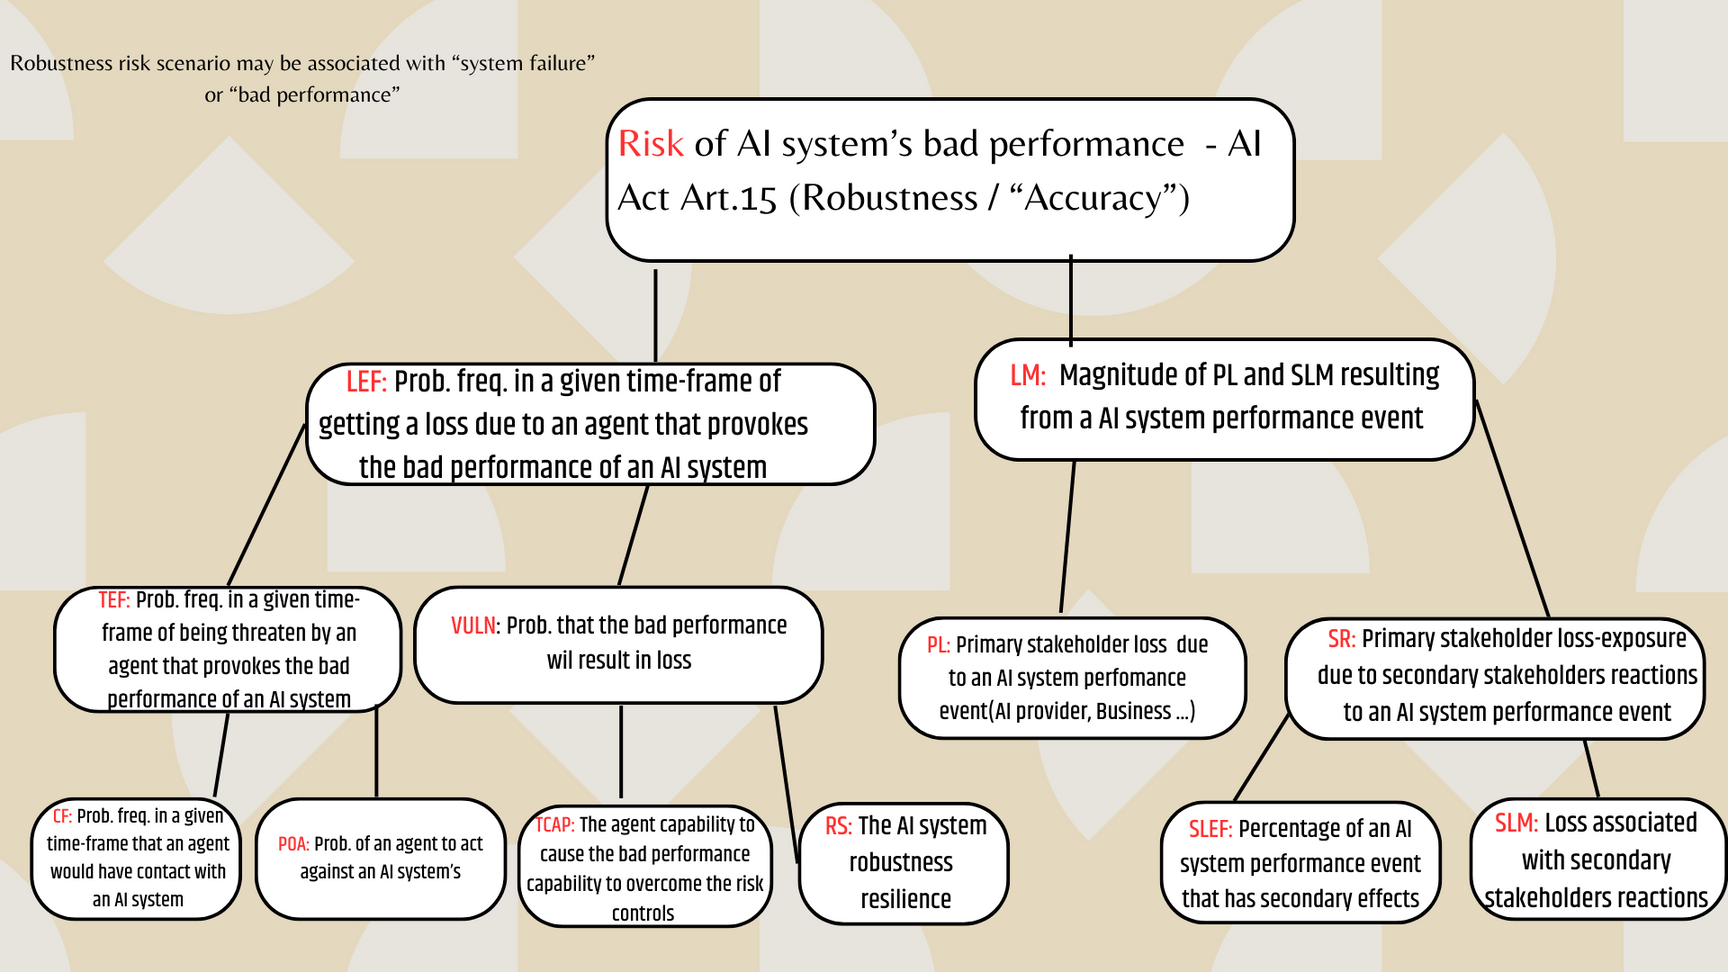 Robustness risk scenario may be associated with “system failure”
or “bad performance”
Risk of AI system’s bad performance - AI
Act Art.15 (Robustness / “Accuracy”)
LEF: Prob. freq. in a given time-frame of
getting a loss due to an agent that provokes
the bad performance of an AI system
LM: Magnitude of PL and SLM resulting
from a AI system performance event
TEF: Prob. freq. in a given time-
frame of being threaten by an
agent that provokes the bad
performance of an AI system
VULN: Prob. that the bad performance
wil result in loss
PL: Primary stakeholder loss due
to an AI system perfomance
event(AI provider, Business ...)
SR: Primary stakeholder loss-exposure
due to secondary stakeholders reactions
to an AI system performance event
CF: Prob. freq. in a given
time-frame that an agent
would have contact with
an AI system
POA: Prob. of an agent to act
against an AI system’s
TCAP: The agent capability to
cause the bad performance
capability to overcome the risk
controls
RS: The AI system
robustness
resilience
SLEF: Percentage of an AI
system performance event
that has secondary effects
SLM: Loss associated
with secondary
stakeholders reactions